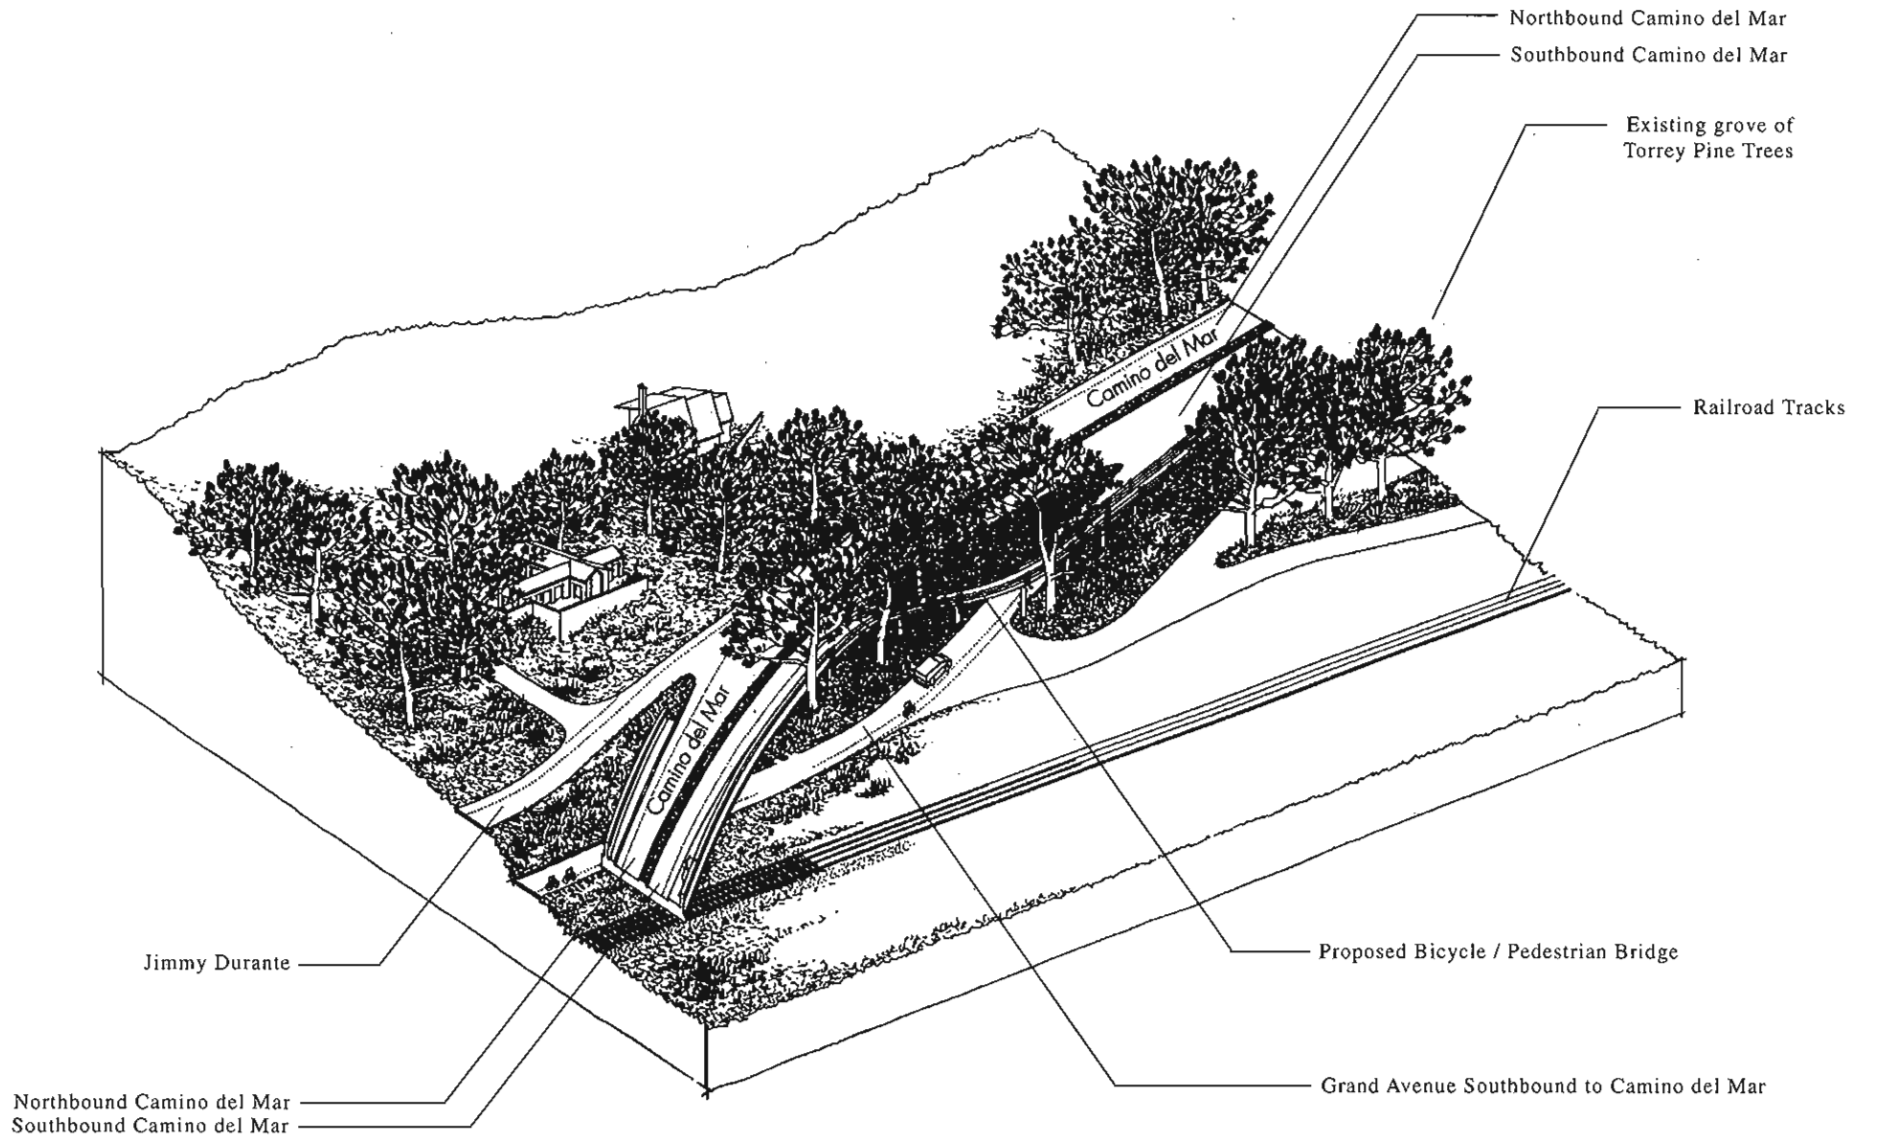 Northbound Camino del Mar
Southbound Camino del Mar
Existing grove of
Torrey Pine Trees
Camino del Mar
Railroad Tracks
Camino del Mar
Jimmy Durante
Proposed Bicycle / Pedestrian Bridge
Grand Avenue Southbound to Camino del Mar
Northbound Camino del Mar
Southbound Camino del Mar